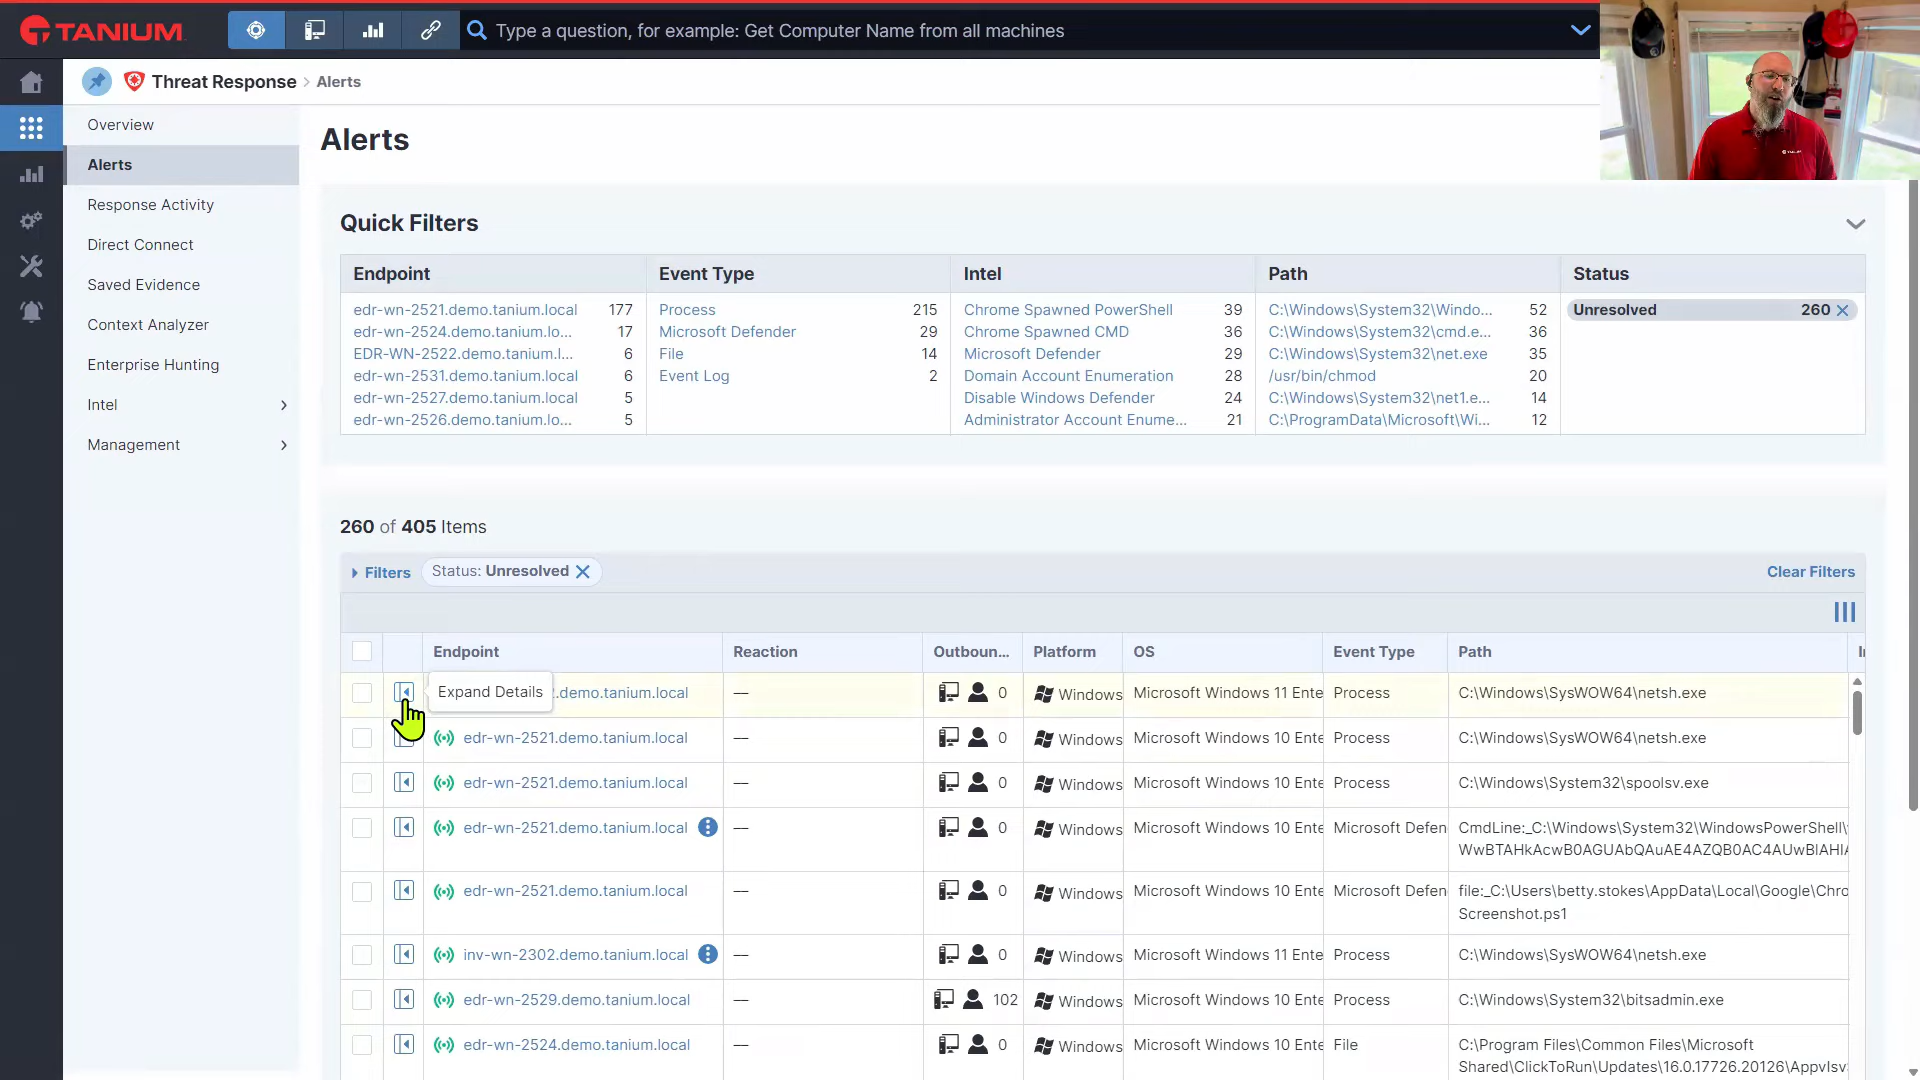 TANIUM
Type a question, for example: Get Computer Name from all machines
Threat Response > Alerts
Overview
Alerts
Response Activity
Direct Connect
Saved Evidence
Context Analyzer
Enterprise Hunting
Intel
Management
Alerts
Quick Filters
Endpoint Event Type Intel Path Status
edr-wn-2521.demo.tanium.local 177 Process 215 Chrome Spawned PowerShell 39 C:\Windows\System32\Windo... 52 Unresolved 260
edr-wn-2524.demo.tanium.lo... 17 Microsoft Defender 29 Chrome Spawned CMD 36 C:\Windows\System32\cmd.e... 36
EDR-WN-2522.demo.tanium.l... 6 File 14 Microsoft Defender 29 C:\Windows\System32\net.exe 35
edr-wn-2531.demo.tanium.local 6 Event Log 2 Domain Account Enumeration 28 /usr/bin/chmod 20
edr-wn-2527.demo.tanium.local 5 Disable Windows Defender 24 C:\Windows\System32\net1.e... 14
edr-wn-2526.demo.tanium.lo... 5 Administrator Account Enume... 21 C:\ProgramData\Microsoft\Wi... 12
260 of 405 Items
Filters Status: Unresolved Clear Filters
Endpoint Reaction Outboun... Platform OS Event Type Path
Expand Details .demo.tanium.local — 0 Windows Microsoft Windows 11 Ente Process C:\Windows\SysWOW64\netsh.exe
edr-wn-2521.demo.tanium.local — 0 Windows Microsoft Windows 10 Ente Process C:\Windows\SysWOW64\netsh.exe
edr-wn-2521.demo.tanium.local — 0 Windows Microsoft Windows 10 Ente Process C:\Windows\System32\spoolsv.exe
edr-wn-2521.demo.tanium.local — 0 Windows Microsoft Windows 10 Ente Microsoft Defen CmdLine:_C:\Windows\System32\WindowsPowerShell\
WwBTAHkAcwB0AGUAbQAuAE4AZQB0AC4AUwBlAHIA
edr-wn-2521.demo.tanium.local — 0 Windows Microsoft Windows 10 Ente Microsoft Defen file:_C:\Users\betty.stokes\AppData\Local\Google\Chro
Screenshot.ps1
inv-wn-2302.demo.tanium.local — 0 Windows Microsoft Windows 11 Ente Process C:\Windows\SysWOW64\netsh.exe
edr-wn-2529.demo.tanium.local — 102 Windows Microsoft Windows 10 Ente Process C:\Windows\System32\bitsadmin.exe
edr-wn-2524.demo.tanium.local — 0 Windows Microsoft Windows 10 Ente File C:\Program Files\Common Files\Microsoft
Shared\ClickToRun\Updates\16.0.17726.20126\AppvIsv